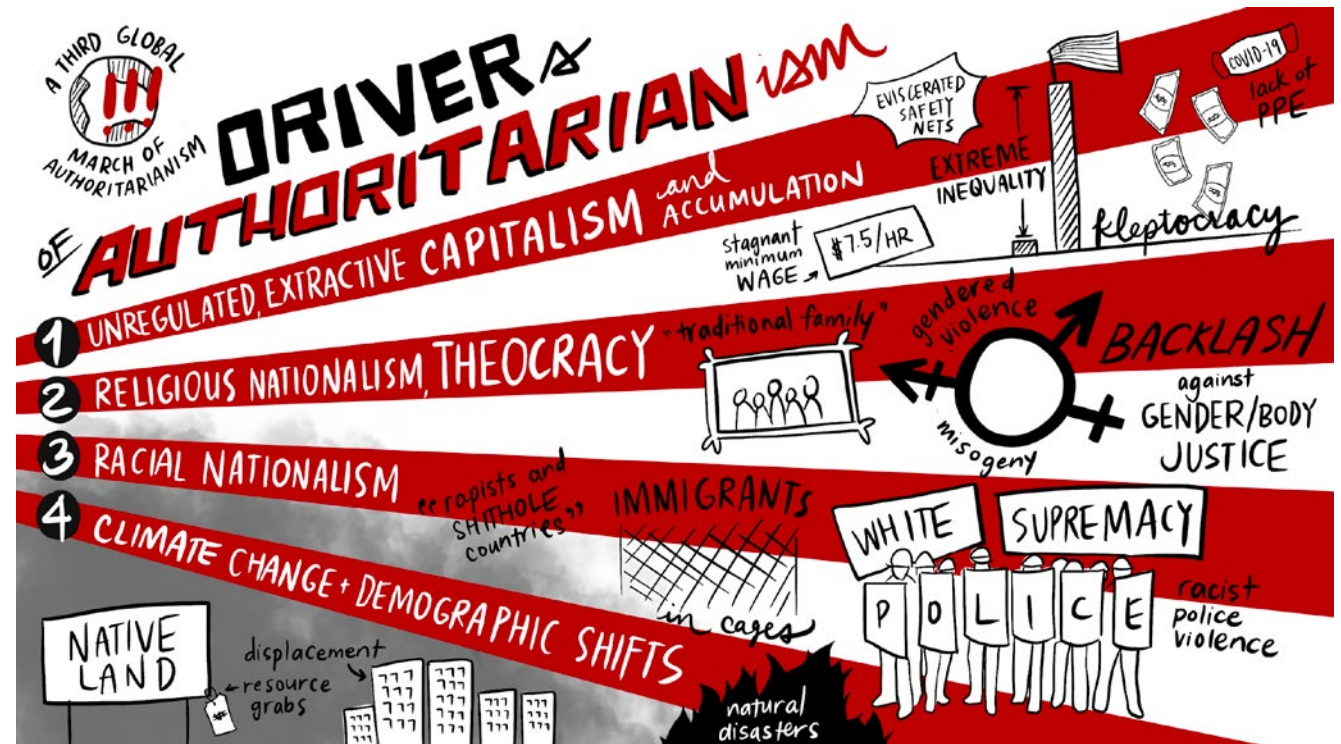 A THIRD GLOBAL
!!!
MARCH OF
AUTHORITARIANISM
DRIVERS
of AUTHORITARIANism
1 UNREGULATED, EXTRACTIVE CAPITALISM and
ACCUMULATION
EVISCERATED
SAFETY
NETS
EXTREME
INEQUALITY
stagnant
minimum
WAGE
$7.5/HR
kleptocracy
COVID-19
lack of
PPE
2 RELIGIOUS NATIONALISM, THEOCRACY
"traditional family"
gendered
violence
misogeny
BACKLASH
against
GENDER/BODY
JUSTICE
3 RACIAL NATIONALISM
"rapists and
SHITHOLE
countries"
IMMIGRANTS
in cages
WHITE
SUPREMACY
POLICE
racist
police
violence
4 CLIMATE CHANGE + DEMOGRAPHIC SHIFTS
NATIVE
LAND
displacement
resource
grabs
natural
disasters